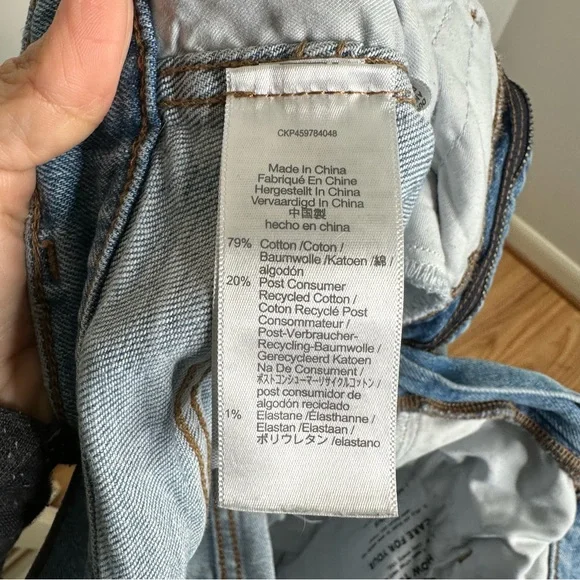 CKP459784048
Made In China
Fabriqué En Chine
Hergestellt In China
Vervaardigd In China
中国製
hecho en china
79% Cotton /Coton /
Baumwolle /Katoen /綿 /
algodón
20% Post Consumer
Recycled Cotton /
Coton Recyclé Post
Consommateur /
Post-Verbraucher-
Recycling-Baumwolle /
Gerecycleerd Katoen
Na De Consument /
ポストコンシューマーリサイクルコットン /
post consumidor de
algodón reciclado
1% Elastane /Élasthanne /
Elastan /Elastaan /
ポリウレタン /elastano
HOW T
CARE FOR YOUR